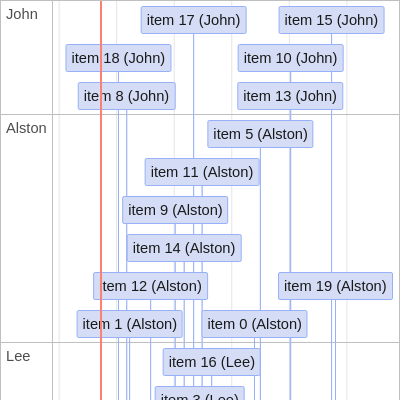 John
item 17 (John)
item 15 (John)
item 18 (John)
item 10 (John)
item 8 (John)
item 13 (John)
Alston
item 5 (Alston)
item 11 (Alston)
item 9 (Alston)
item 14 (Alston)
item 12 (Alston)
item 19 (Alston)
item 1 (Alston)
item 0 (Alston)
Lee
item 16 (Lee)
item 3 (Lee)